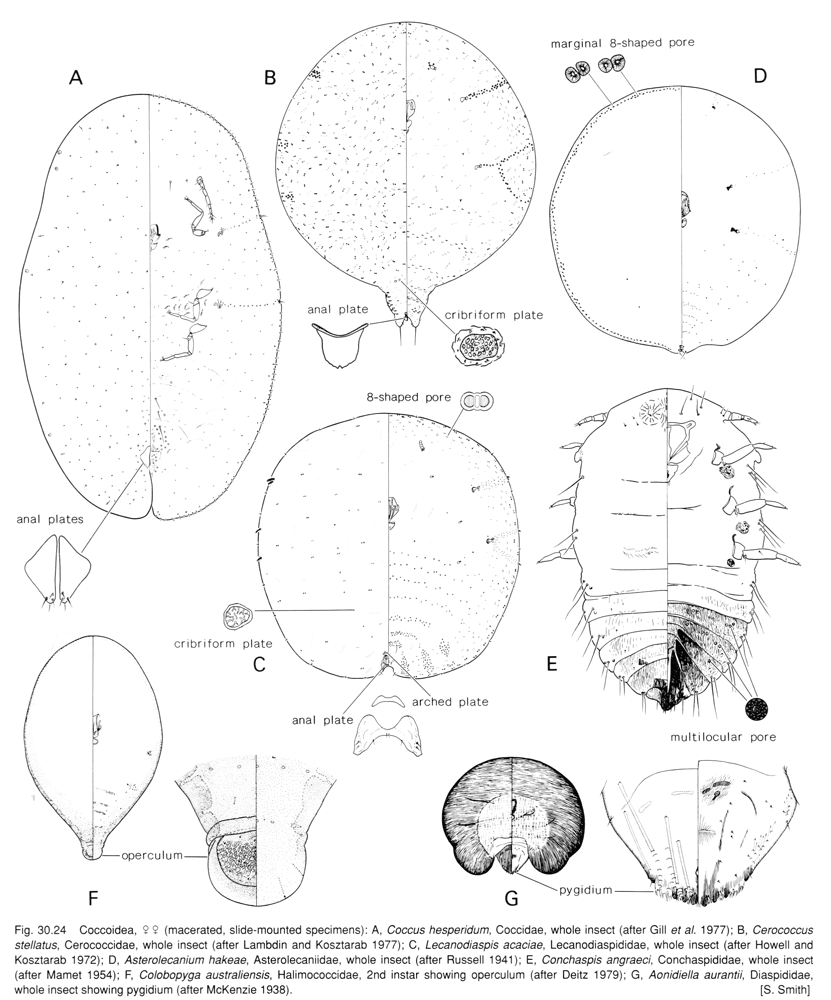 marginal 8-shaped pore
A
B
D
anal plate
cribriform plate
8-shaped pore
anal plates
cribriform plate
C
E
arched plate
anal plate
multilocular pore
operculum
F
G
pygidium
Fig. 30.24 Coccoidea, ♀♀ (macerated, slide-mounted specimens): A, Coccus hesperidum, Coccidae, whole insect (after Gill et al. 1977); B, Cerococcus
stellatus, Cerococcidae, whole insect (after Lambdin and Kosztarab 1977); C, Lecanodiaspis acaciae, Lecanodiaspididae, whole insect (after Howell and
Kosztarab 1972); D, Asterolecanium hakeae, Asterolecaniidae, whole insect (after Russell 1941); E, Conchaspis angraeci, Conchaspididae, whole insect
(after Mamet 1954); F, Colobopyga australiensis, Halimococcidae, 2nd instar showing operculum (after Deitz 1979); G, Aonidiella aurantii, Diaspididae,
whole insect showing pygidium (after McKenzie 1938). [S. Smith]